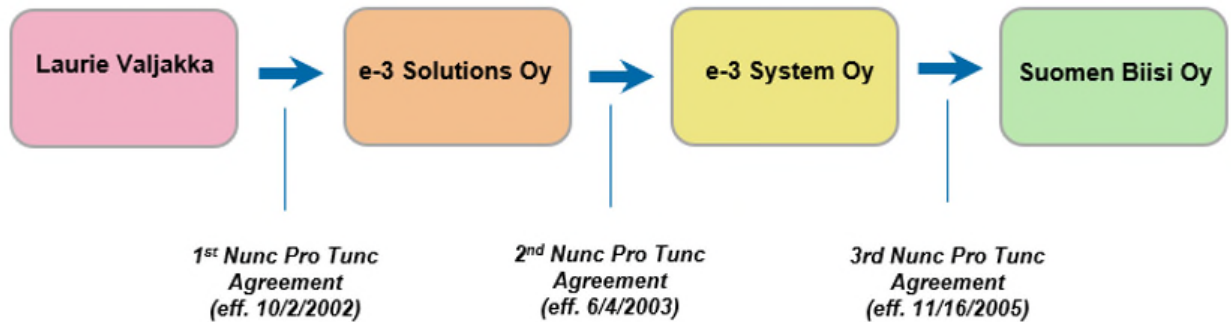 Laurie Valjakka
e-3 Solutions Oy
e-3 System Oy
Suomen Biisi Oy
1st Nunc Pro Tunc
Agreement
(eff. 10/2/2002)
2nd Nunc Pro Tunc
Agreement
(eff. 6/4/2003)
3rd Nunc Pro Tunc
Agreement
(eff. 11/16/2005)